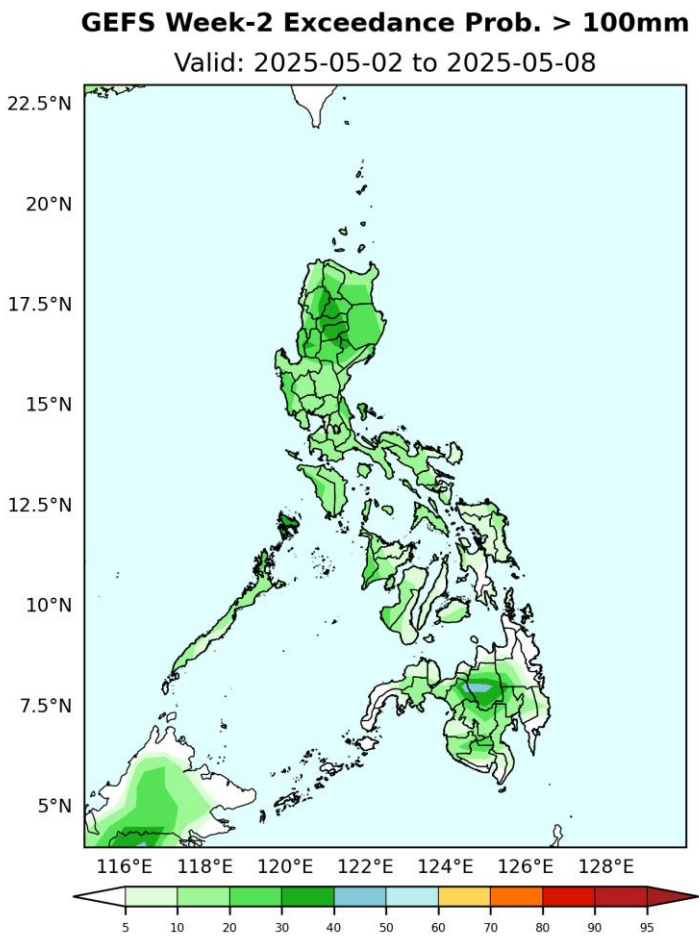 GEFS Week-2 Exceedance Prob. > 100mm
Valid: 2025-05-02 to 2025-05-08
22.5°N
20°N
17.5°N
15°N
12.5°N
10°N
7.5°N
5°N
116°E 118°E 120°E 122°E 124°E 126°E 128°E
5 10 20 30 40 50 60 70 80 90 95